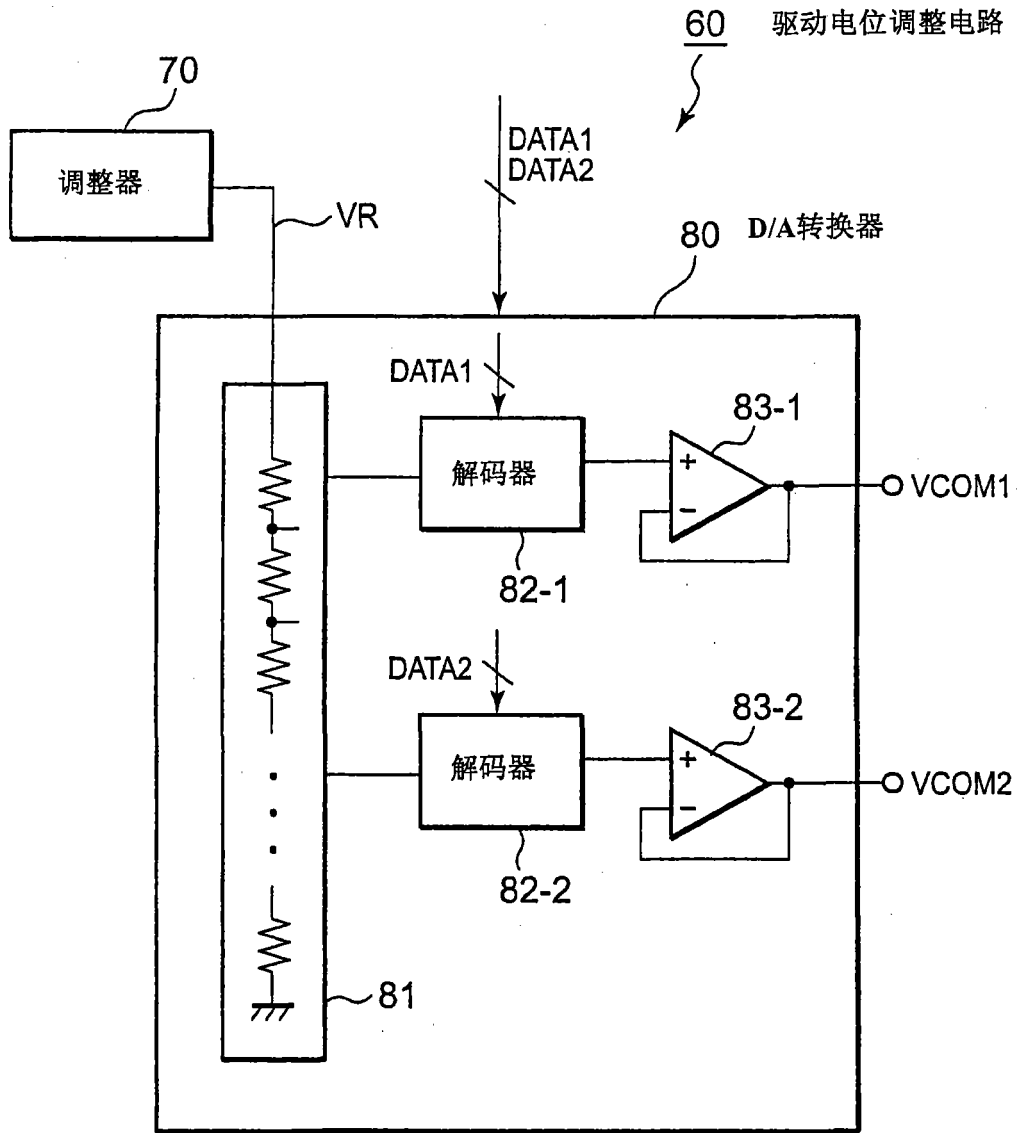 60 驱动电位调整电路
70
调整器
VR
DATA1
DATA2
80 D/A转换器
DATA1
解码器
82-1
83-1
+
−
VCOM1
DATA2
解码器
82-2
83-2
+
−
VCOM2
81